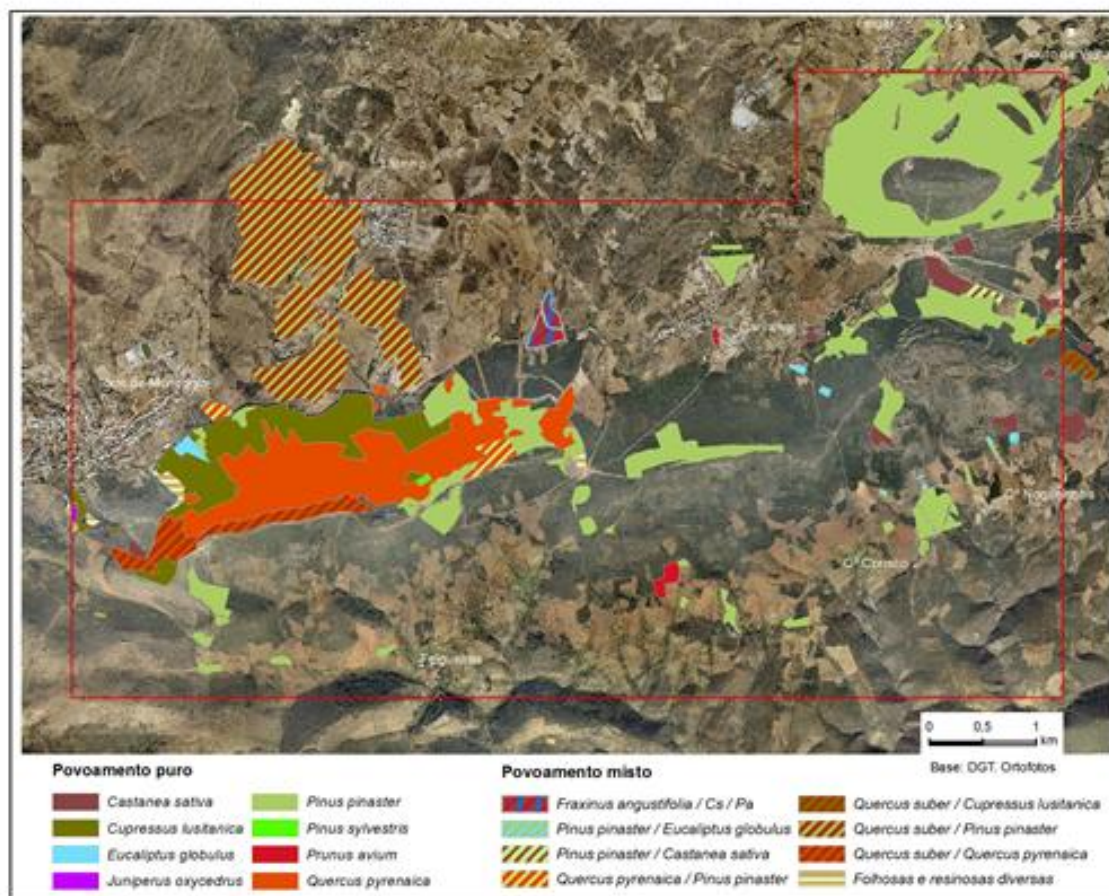 Torre de Moncorvo
0 0.5 1
km
Base: DGT. Ortofotos
Povoamento puro
Castanea sativa
Cupressus lusitanica
Eucaliptus globulus
Juniperus oxycedrus
Pinus pinaster
Pinus sylvestris
Prunus avium
Quercus pyrenaica
Povoamento misto
Fraxinus angustifolia / Cs / Pa
Pinus pinaster / Eucaliptus globulus
Pinus pinaster / Castanea sativa
Quercus pyrenaica / Pinus pinaster
Quercus suber / Cupressus lusitanica
Quercus suber / Pinus pinaster
Quercus suber / Quercus pyrenaica
Folhosas e resinosas diversas